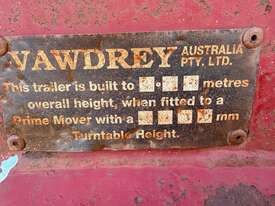 VAWDREY AUSTRALIA PTY. LTD.
This trailer is built to metres
overall height, when fitted to a
Prime Mover with a mm
Turntable Height.